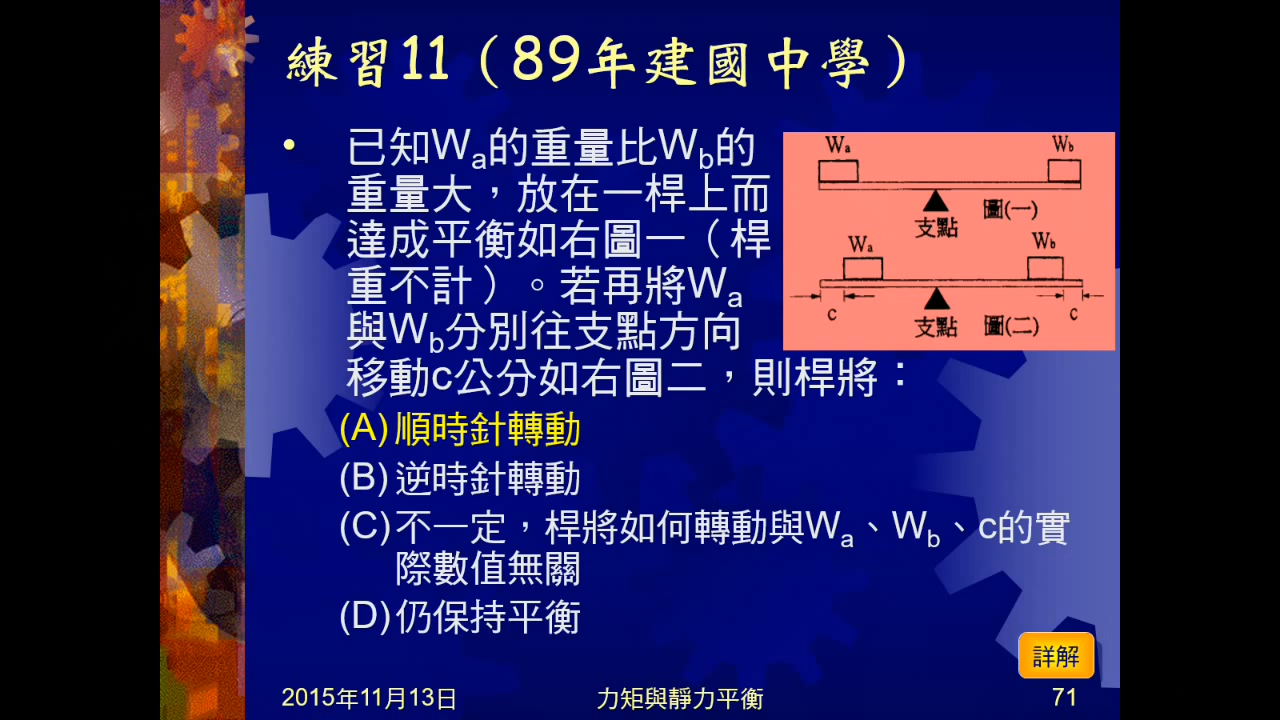 練習11（89年建國中學）
• 已知Wa的重量比Wb的
重量大，放在一桿上而
達成平衡如右圖一（桿
重不計）。若再將Wa
與Wb分別往支點方向
移動c公分如右圖二，則桿將：
Wa Wb
支點 圖(一)
Wa Wb
c 支點 圖(二) c
(A)順時針轉動
(B)逆時針轉動
(C)不一定，桿將如何轉動與Wa、Wb、c的實
際數值無關
(D)仍保持平衡
詳解
2015年11月13日 力矩與靜力平衡 71